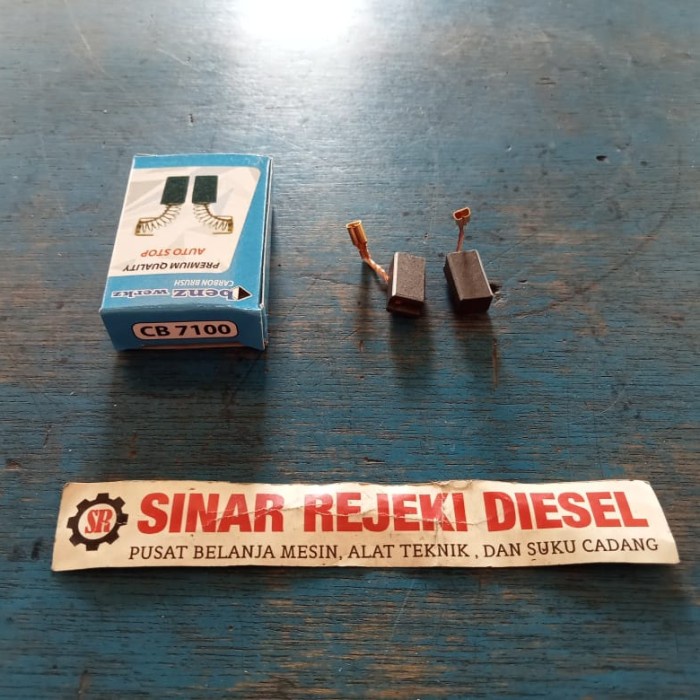 AUTO STOP
PREMIUM QUALITY
CARBON BRUSH
benz werkz
CB 7100
SR
SINAR REJEKI DIESEL
PUSAT BELANJA MESIN, ALAT TEKNIK , DAN SUKU CADANG